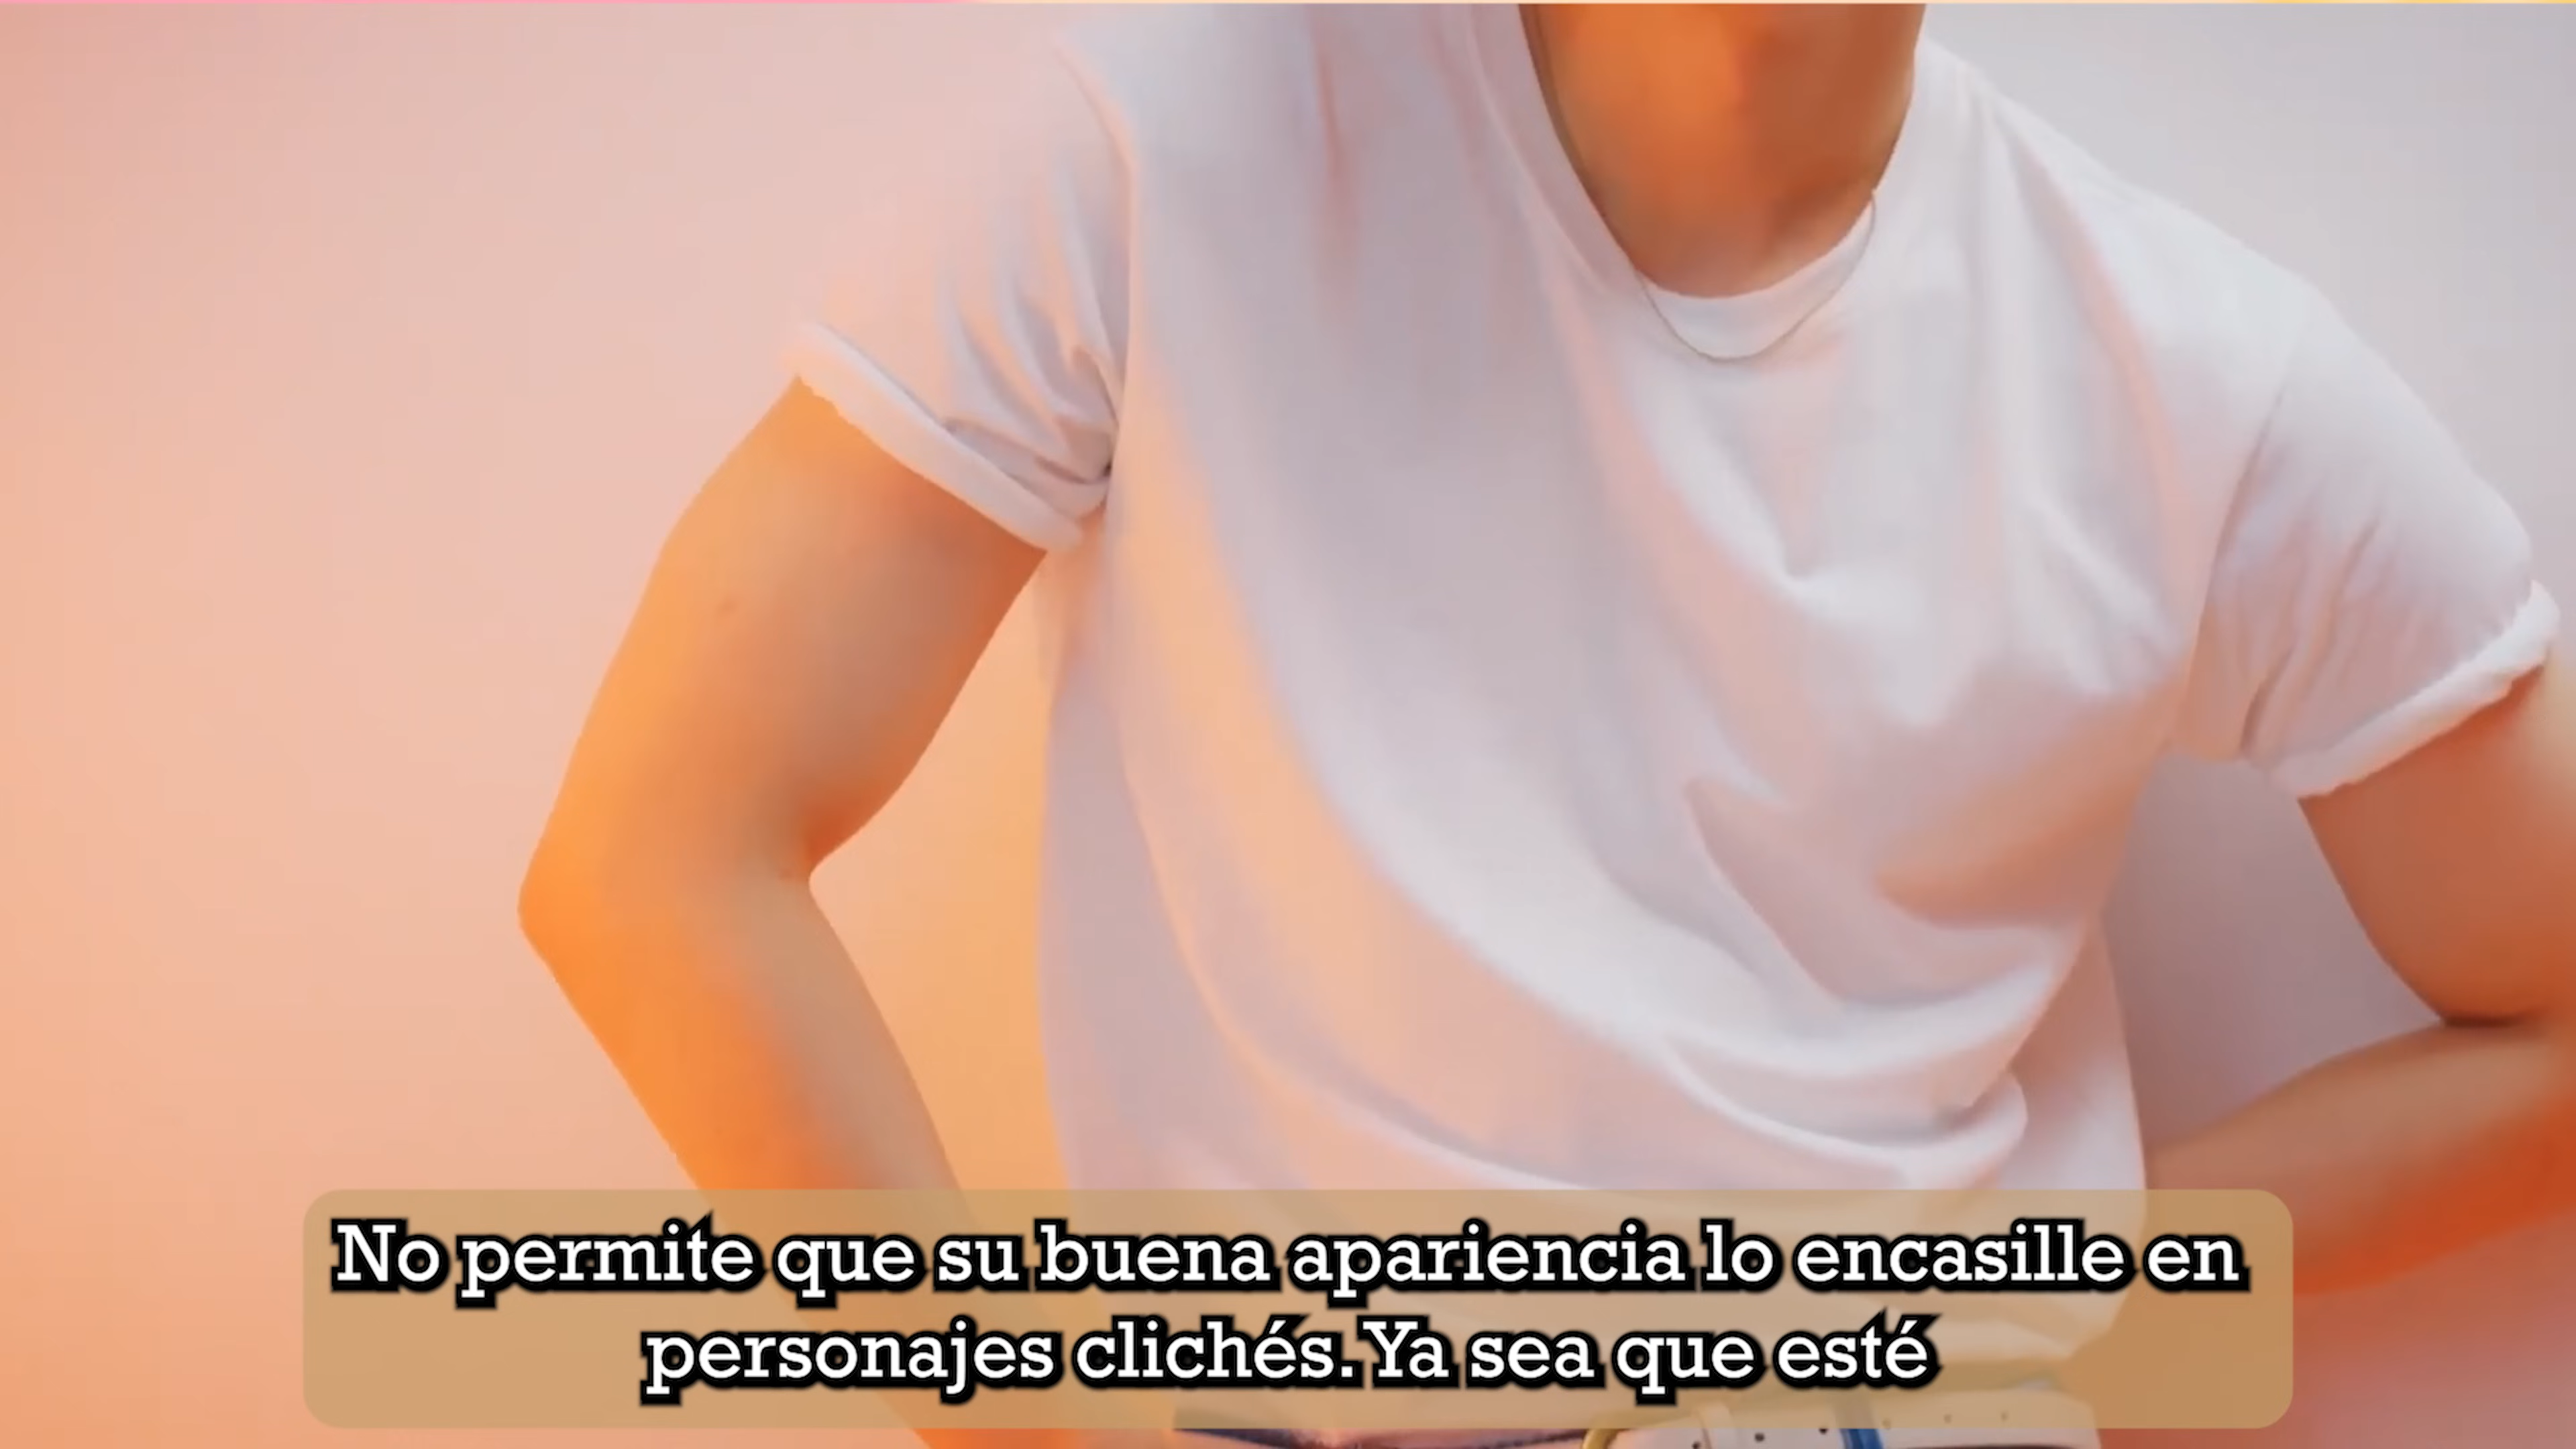 No permite que su buena apariencia lo encasille en
personajes clichés. Ya sea que esté